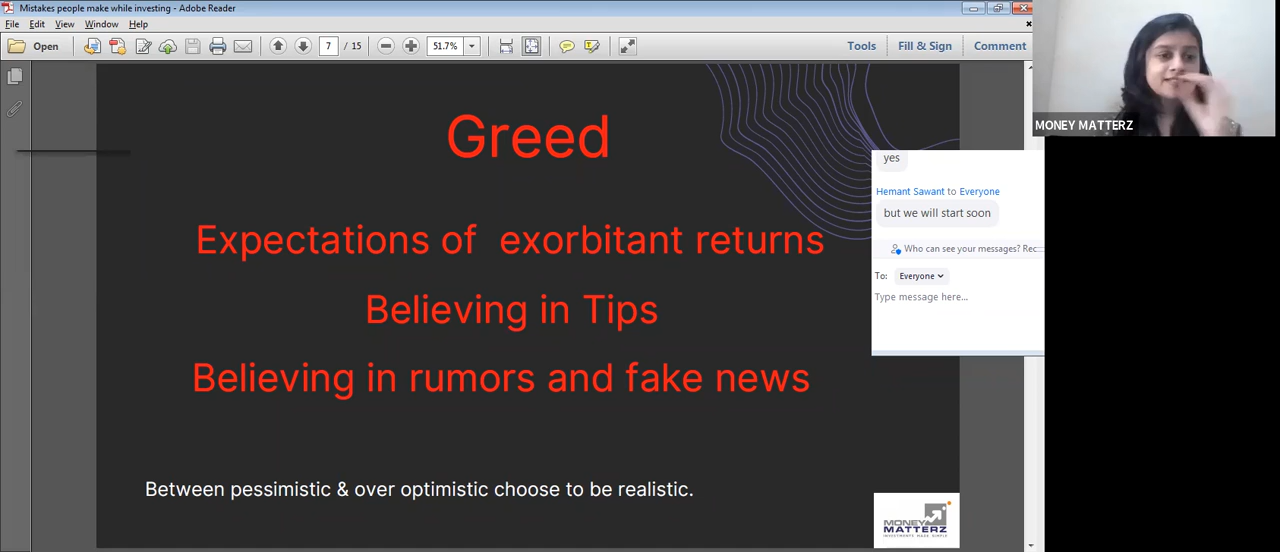 Mistakes people make while investing - Adobe Reader
File Edit View Window Help
Open
7 / 15
51.7%
Tools
Fill & Sign
Comment
Greed
Expectations of exorbitant returns
Believing in Tips
Believing in rumors and fake news
Between pessimistic & over optimistic choose to be realistic.
MONEY
MATTERZ
INVESTMENTS MADE SIMPLE
MONEY MATTERZ
yes
Hemant Sawant to Everyone
but we will start soon
Who can see your messages? Rec
To: Everyone
Type message here...